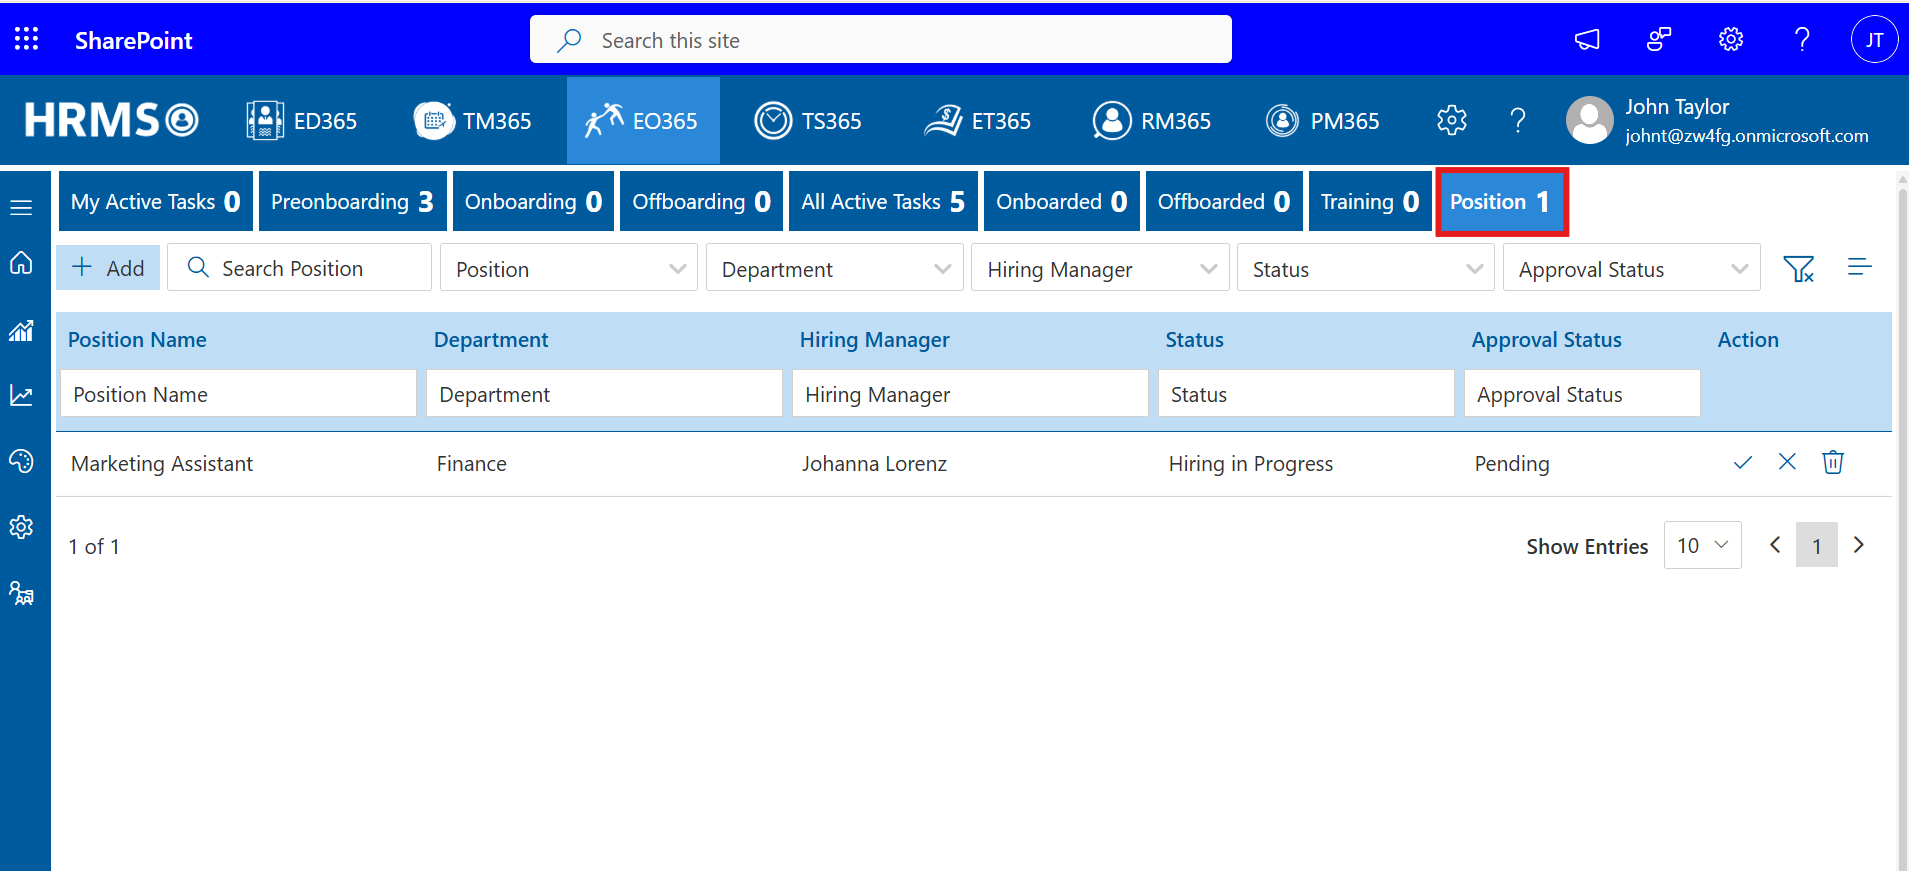 SharePoint
Search this site
JT
HRMS
ED365
TM365
EO365
TS365
ET365
RM365
PM365
John Taylor
johnt@zw4fg.onmicrosoft.com
My Active Tasks 0
Preonboarding 3
Onboarding 0
Offboarding 0
All Active Tasks 5
Onboarded 0
Offboarded 0
Training 0
Position 1
Add
Search Position
Position
Department
Hiring Manager
Status
Approval Status
Position Name Department Hiring Manager Status Approval Status Action
Position Name Department Hiring Manager Status Approval Status
Marketing Assistant Finance Johanna Lorenz Hiring in Progress Pending
1 of 1
Show Entries 10 1